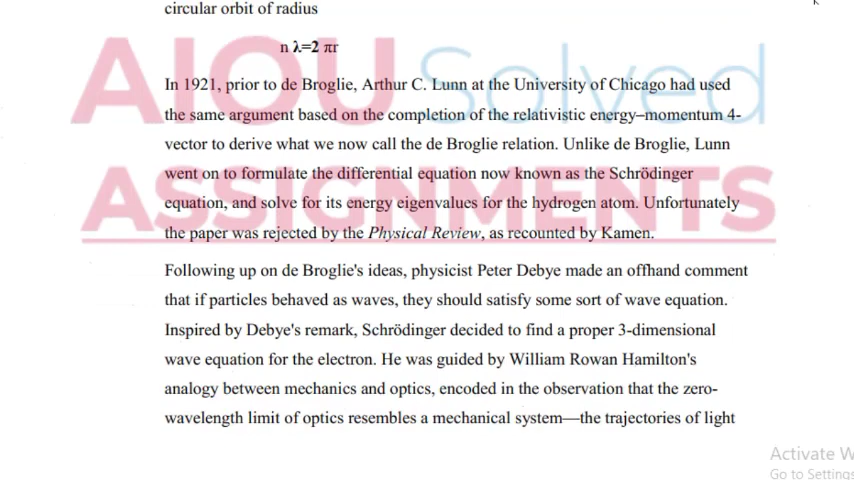 circular orbit of radius
n λ=2 πr
AIOU Solved
In 1921, prior to de Broglie, Arthur C. Lunn at the University of Chicago had used
the same argument based on the completion of the relativistic energy–momentum 4-
vector to derive what we now call the de Broglie relation. Unlike de Broglie, Lunn
went on to formulate the differential equation now known as the Schrödinger
ASSIGNMENTS
equation, and solve for its energy eigenvalues for the hydrogen atom. Unfortunately
the paper was rejected by the Physical Review, as recounted by Kamen.
Following up on de Broglie's ideas, physicist Peter Debye made an offhand comment
that if particles behaved as waves, they should satisfy some sort of wave equation.
Inspired by Debye's remark, Schrödinger decided to find a proper 3-dimensional
wave equation for the electron. He was guided by William Rowan Hamilton's
analogy between mechanics and optics, encoded in the observation that the zero-
wavelength limit of optics resembles a mechanical system—the trajectories of light
Activate W
Go to Settings